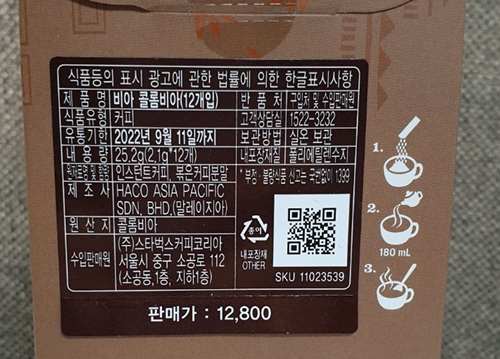 식품등의 표시 광고에 관한 법률에 의한 한글표시사항
제 품 명 비아 콜롬비아(12개입)
식품유형 커피
유통기한 2022년 9월 11일까지
내 용 량 25.2g(2.1g*12개)
원재료명 및 함량 인스턴트커피, 볶은커피분말
제 조 사 HACO ASIA PACIFIC
SDN. BHD.(말레이지아)
원 산 지 콜롬비아
수입판매원 (주)스타벅스커피코리아
서울시 중구 소공로 112
(소공동,1층, 지하1층)
반 품 처 구입처 및 수입판매원
고객상담실 1522-3232
보관방법 실온 보관
내포장재질 폴리에틸렌수지
* 부정·불량식품 신고는 국번없이 1399
종이
내포장재
OTHER
SKU 11023539
판매가 : 12,800
1.
2.
180 mL
3.